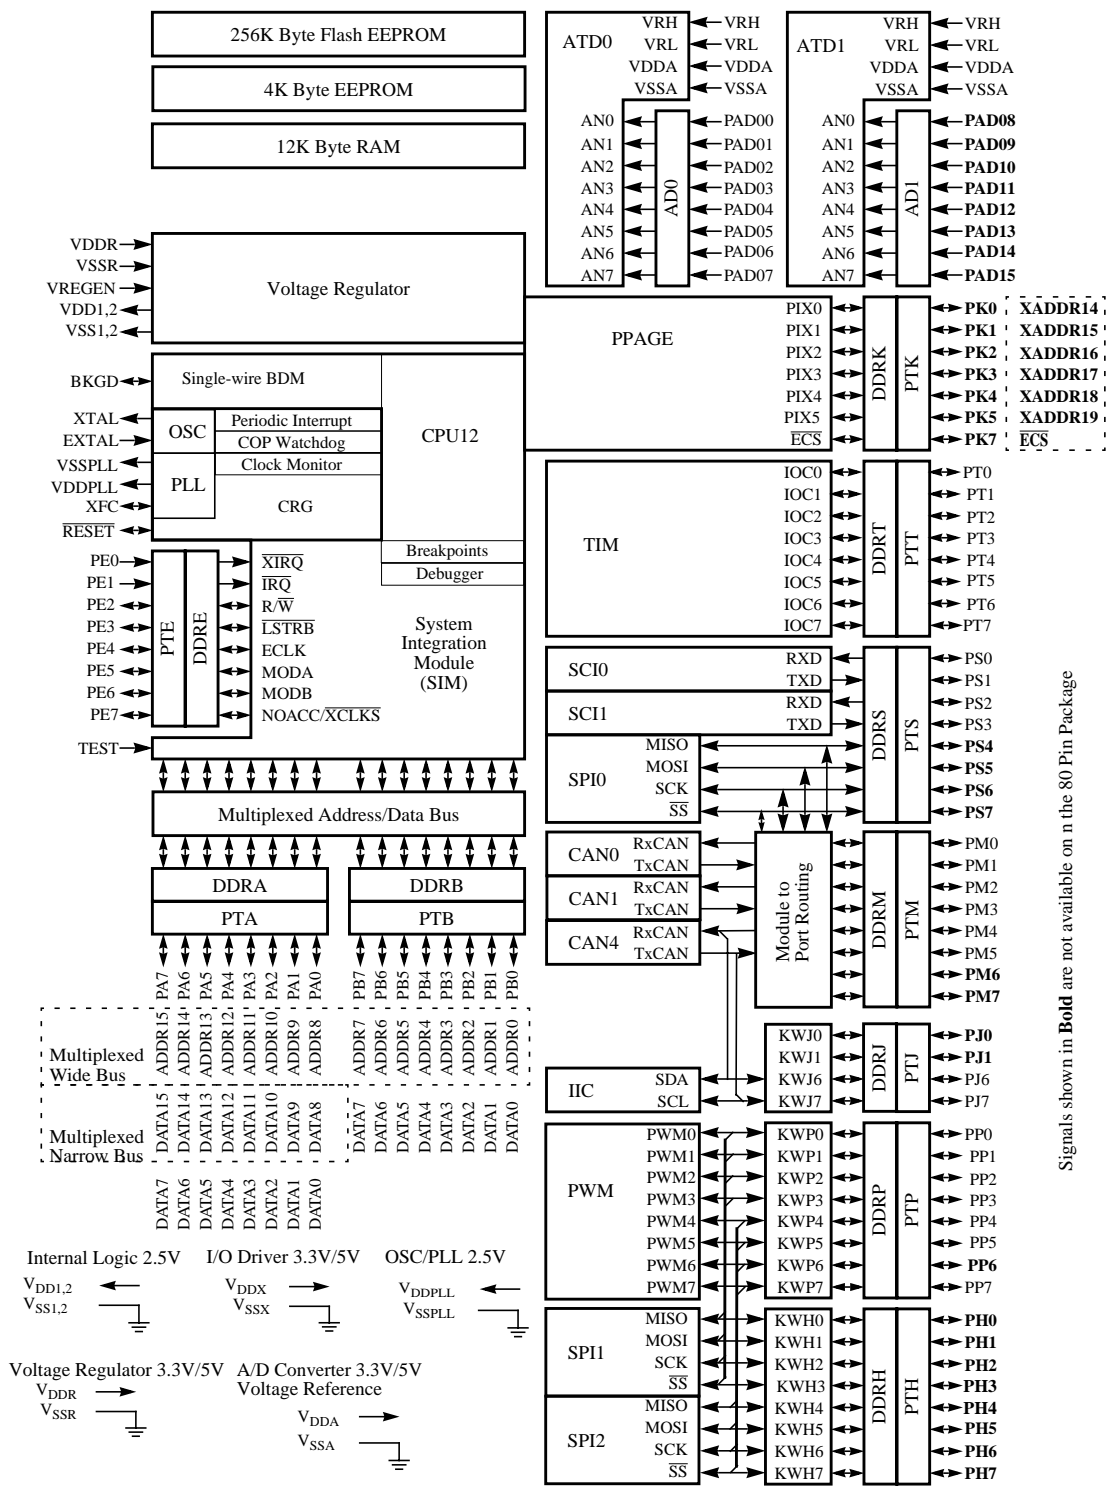 256K Byte Flash EEPROM
4K Byte EEPROM
12K Byte RAM
VDDR
VSSR
VREGEN
VDD1,2
VSS1,2
Voltage Regulator
BKGD
XTAL
EXTAL
VSSPLL
VDDPLL
XFC
RESET
Single-wire BDM
OSC
PLL
Periodic Interrupt
COP Watchdog
Clock Monitor
CRG
CPU12
Breakpoints
Debugger
PE0
PE1
PE2
PE3
PE4
PE5
PE6
PE7
TEST
PTE
DDRE
XIRQ
IRQ
R/W
LSTRB
ECLK
MODA
MODB
NOACC/XCLKS
System
Integration
Module
(SIM)
Multiplexed Address/Data Bus
DDRA
DDRB
PTA
PTB
PA7 PA6 PA5 PA4 PA3 PA2 PA1 PA0
PB7 PB6 PB5 PB4 PB3 PB2 PB1 PB0
Multiplexed
Wide Bus
ADDR15 ADDR14 ADDR13 ADDR12 ADDR11 ADDR10 ADDR9 ADDR8
ADDR7 ADDR6 ADDR5 ADDR4 ADDR3 ADDR2 ADDR1 ADDR0
DATA15 DATA14 DATA13 DATA12 DATA11 DATA10 DATA9 DATA8
DATA7 DATA6 DATA5 DATA4 DATA3 DATA2 DATA1 DATA0
Multiplexed
Narrow Bus
DATA7 DATA6 DATA5 DATA4 DATA3 DATA2 DATA1 DATA0
Internal Logic 2.5V
VDD1,2
VSS1,2
I/O Driver 3.3V/5V
VDDX
VSSX
OSC/PLL 2.5V
VDDPLL
VSSPLL
Voltage Regulator 3.3V/5V
VDDR
VSSR
A/D Converter 3.3V/5V
Voltage Reference
VDDA
VSSA
ATD0
VRH VRH
VRL VRL
VDDA VDDA
VSSA VSSA
AN0 PAD00
AN1 PAD01
AN2 PAD02
AN3 PAD03
AN4 PAD04
AN5 PAD05
AN6 PAD06
AN7 PAD07
AD0
ATD1
VRH VRH
VRL VRL
VDDA VDDA
VSSA VSSA
AN0 PAD08
AN1 PAD09
AN2 PAD10
AN3 PAD11
AN4 PAD12
AN5 PAD13
AN6 PAD14
AN7 PAD15
AD1
PPAGE
PIX0 PK0 XADDR14
PIX1 PK1 XADDR15
PIX2 PK2 XADDR16
PIX3 PK3 XADDR17
PIX4 PK4 XADDR18
PIX5 PK5 XADDR19
ECS PK7 ECS
DDRK
PTK
TIM
IOC0 PT0
IOC1 PT1
IOC2 PT2
IOC3 PT3
IOC4 PT4
IOC5 PT5
IOC6 PT6
IOC7 PT7
DDRT
PTT
SCI0
RXD PS0
TXD PS1
SCI1
RXD PS2
TXD PS3
SPI0
MISO PS4
MOSI PS5
SCK PS6
SS PS7
DDRS
PTS
CAN0
RxCAN
TxCAN
CAN1
RxCAN
TxCAN
CAN4
RxCAN
TxCAN
Module to
Port Routing
DDRM
PTM
PM0
PM1
PM2
PM3
PM4
PM5
PM6
PM7
IIC
SDA
SCL
KWJ0 PJ0
KWJ1 PJ1
KWJ6 PJ6
KWJ7 PJ7
DDRJ
PTJ
PWM
PWM0 KWP0 PP0
PWM1 KWP1 PP1
PWM2 KWP2 PP2
PWM3 KWP3 PP3
PWM4 KWP4 PP4
PWM5 KWP5 PP5
PWM6 KWP6 PP6
PWM7 KWP7 PP7
DDRP
PTP
SPI1
MISO KWH0 PH0
MOSI KWH1 PH1
SCK KWH2 PH2
SS KWH3 PH3
SPI2
MISO KWH4 PH4
MOSI KWH5 PH5
SCK KWH6 PH6
SS KWH7 PH7
DDRH
PTH
Signals shown in Bold are not available on n the 80 Pin Package